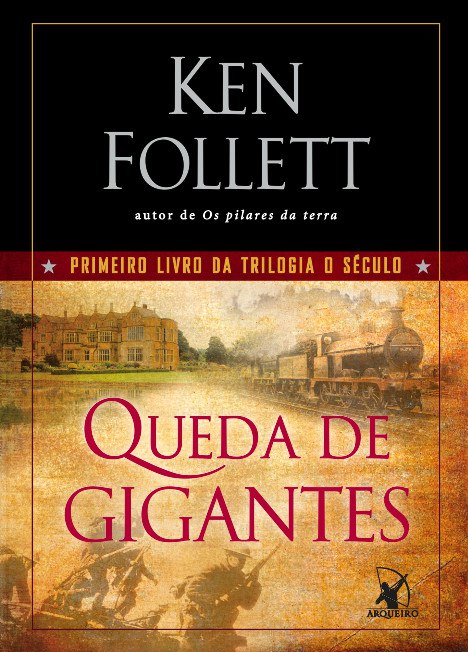 KEN
FOLLETT
autor de Os pilares da terra
PRIMEIRO LIVRO DA TRILOGIA O SÉCULO
QUEDA DE
GIGANTES
ARQUEIRO